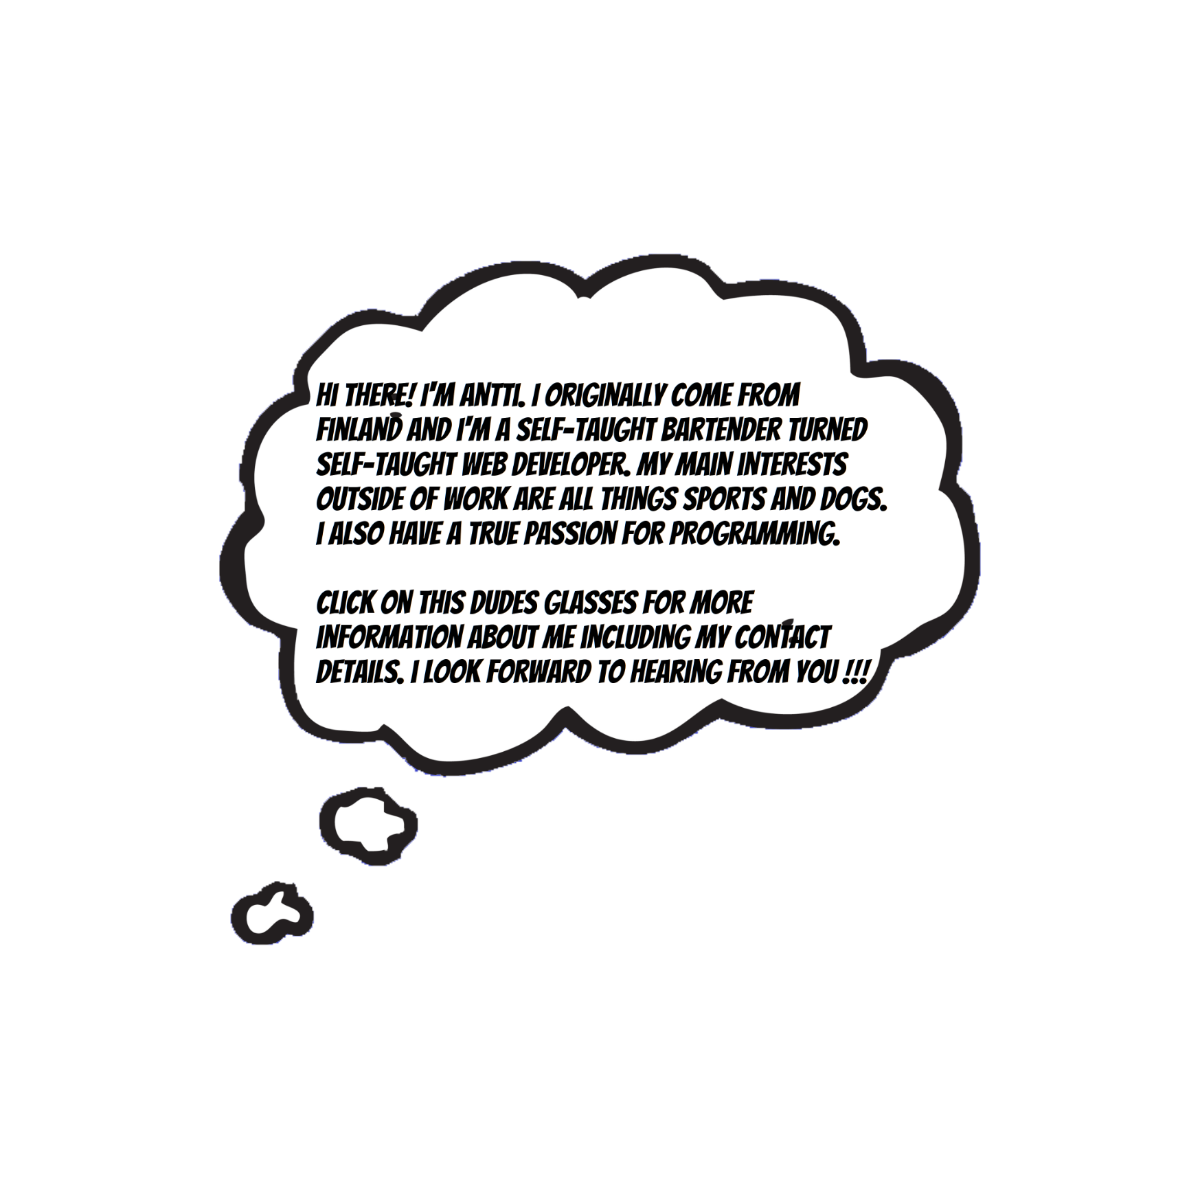 HI THERE! I'M ANTTI. I ORIGINALLY COME FROM
FINLAND AND I'M A SELF-TAUGHT BARTENDER TURNED
SELF-TAUGHT WEB DEVELOPER. MY MAIN INTERESTS
OUTSIDE OF WORK ARE ALL THINGS SPORTS AND DOGS.
I ALSO HAVE A TRUE PASSION FOR PROGRAMMING.
CLICK ON THIS DUDES GLASSES FOR MORE
INFORMATION ABOUT ME INCLUDING MY CONTACT
DETAILS. I LOOK FORWARD TO HEARING FROM YOU !!!